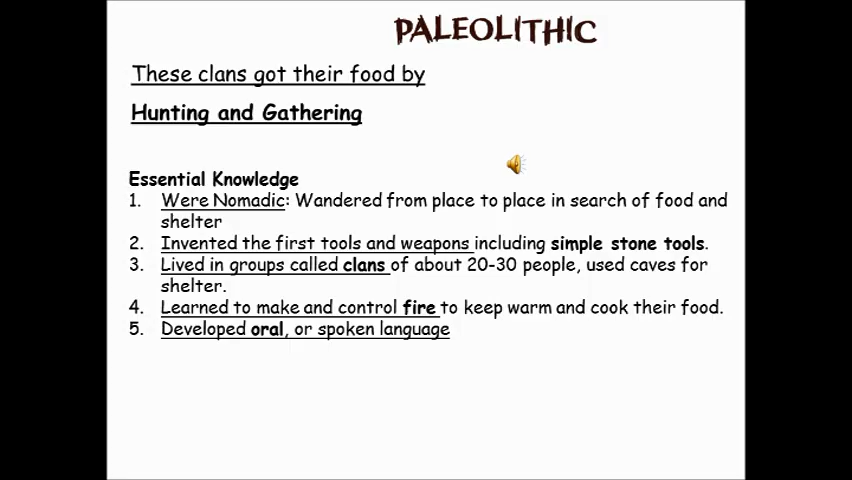 PALEOLITHIC
These clans got their food by
Hunting and Gathering
Essential Knowledge
1. Were Nomadic: Wandered from place to place in search of food and
shelter
2. Invented the first tools and weapons including simple stone tools.
3. Lived in groups called clans of about 20-30 people, used caves for
shelter.
4. Learned to make and control fire to keep warm and cook their food.
5. Developed oral, or spoken language